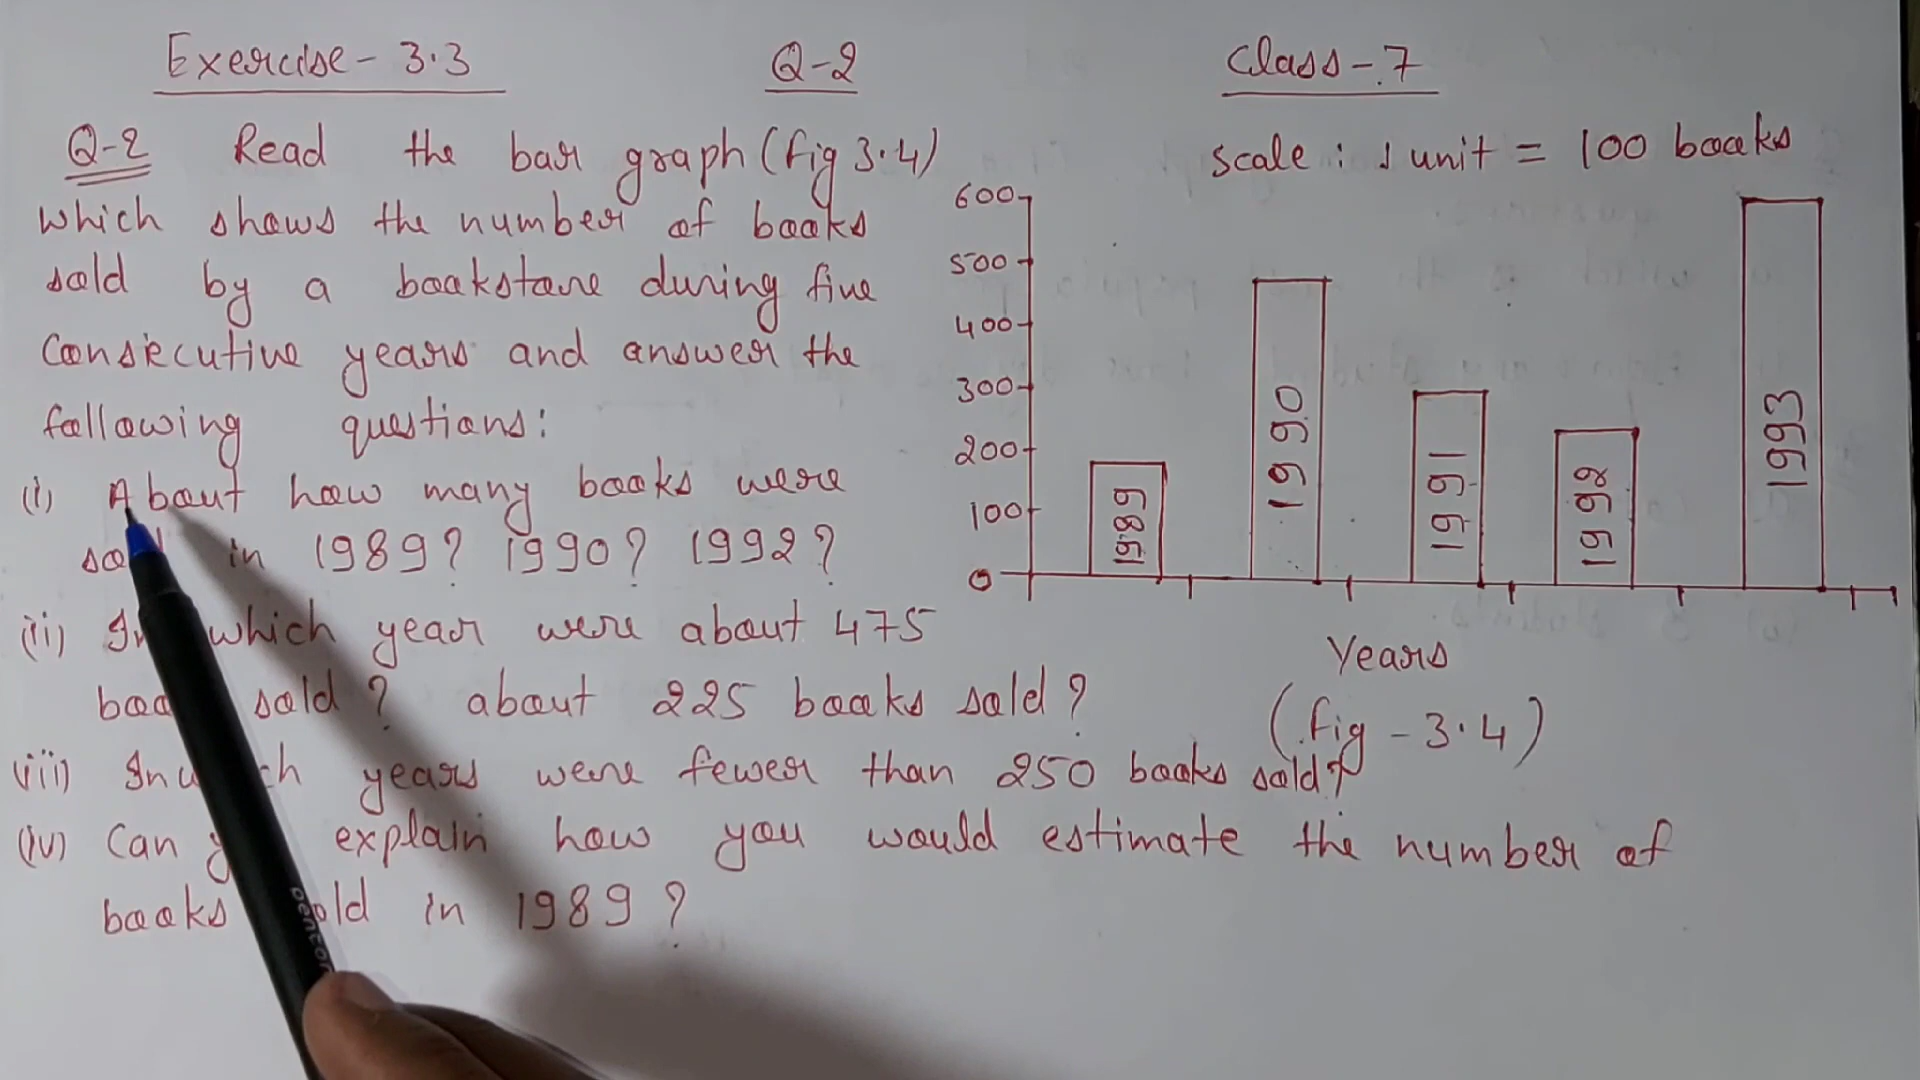 Exercise - 3.3
Q-2
Class - 7
Q-2 Read the bar graph (fig 3.4)
which shows the number of books
sold by a bookstore during five
Consecutive years and answer the
following questions:
(i) About how many books were
in 1989? 1990? 1992?
(ii) which year were about 475
sold? about 225 books sold?
(iii) years were fewer than 250 books sold?
(iv) Can explain how you would estimate the number of
books in 1989?
scale : 1 unit = 100 books
600
500
400
300
200
100
0
1989
1990
1991
1992
1993
Years
(fig - 3.4)